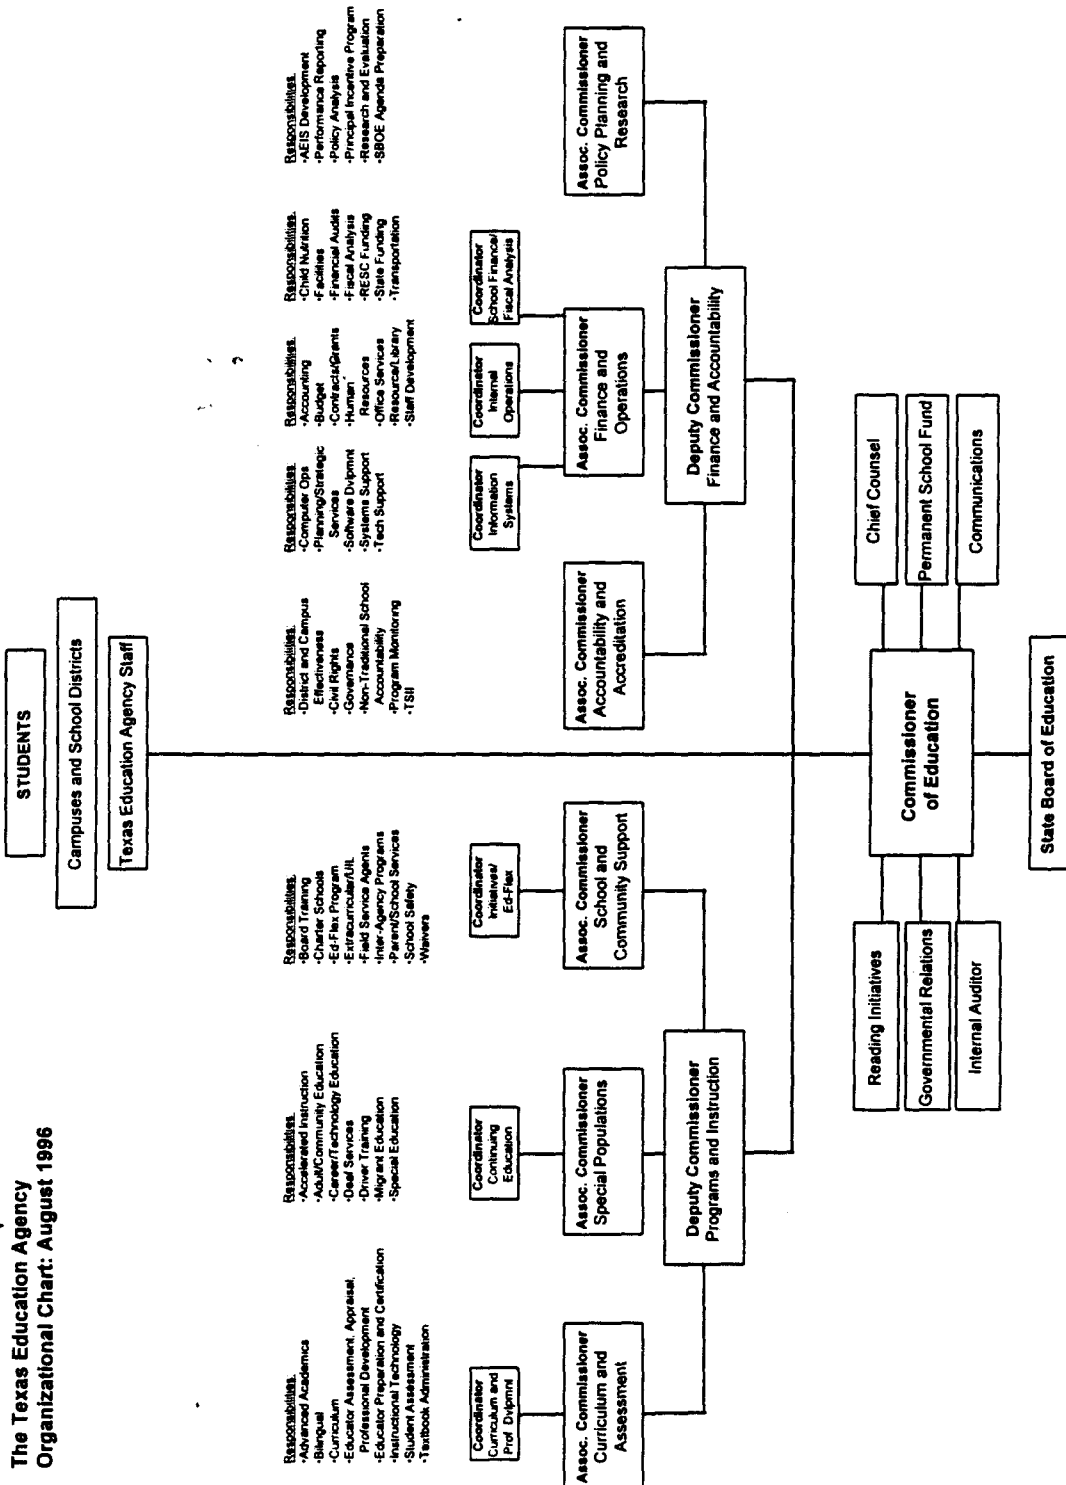 The Texas Education Agency
Organizational Chart: August 1996
STUDENTS
Campuses and School Districts
Texas Education Agency Staff
Responsibilities:
·Advanced Academics
·Bilingual
·Curriculum
·Educator Assessment, Appraisal,
Professional Development
·Educator Preparation and Certification
·Instructional Technology
·Student Assessment
·Textbook Administration
Responsibilities:
·Accelerated Instruction
·Adult/Community Education
·Career/Technology Education
·Deaf Services
·Driver Training
·Migrant Education
·Special Education
Responsibilities:
·Board Training
·Charter Schools
·Ed-Flex Program
·Extracurricular/UIL
·Field Service Agents
·Inter-Agency Programs
·Parent/School Services
·School Safety
·Waivers
Responsibilities:
·District and Campus
Effectiveness
·Civil Rights
·Governance
·Non-Traditional School
Accountability
·Program Monitoring
·TSII
Responsibilities:
·Computer Ops
·Planning/Strategic
Services
·Software Dvlpmnt
·Systems Support
·Tech Support
Responsibilities:
·Accounting
·Budget
·Contracts/Grants
·Human
Resources
·Office Services
·Resource/Library
·Staff Development
Responsibilities:
·Child Nutrition
·Facilities
·Financial Audits
·Fiscal Analysis
·RESC Funding
·State Funding
·Transportation
Responsibilities:
·AEIS Development
·Performance Reporting
·Policy Analysis
·Principal Incentive Program
·Research and Evaluation
·SBOE Agenda Preparation
Coordinator
Curriculum and
Prof Dvlpmnt
Coordinator
Continuing
Education
Coordinator
Initiatives/
Ed-Flex
Coordinator
Information
Systems
Coordinator
Internal
Operations
Coordinator
School Finance/
Fiscal Analysis
Assoc. Commissioner
Curriculum and
Assessment
Assoc. Commissioner
Special Populations
Assoc. Commissioner
School and
Community Support
Assoc. Commissioner
Accountability and
Accreditation
Assoc. Commissioner
Finance and
Operations
Assoc. Commissioner
Policy Planning and
Research
Deputy Commissioner
Programs and Instruction
Deputy Commissioner
Finance and Accountability
Reading Initiatives
Governmental Relations
Internal Auditor
Commissioner
of Education
Chief Counsel
Permanent School Fund
Communications
State Board of Education